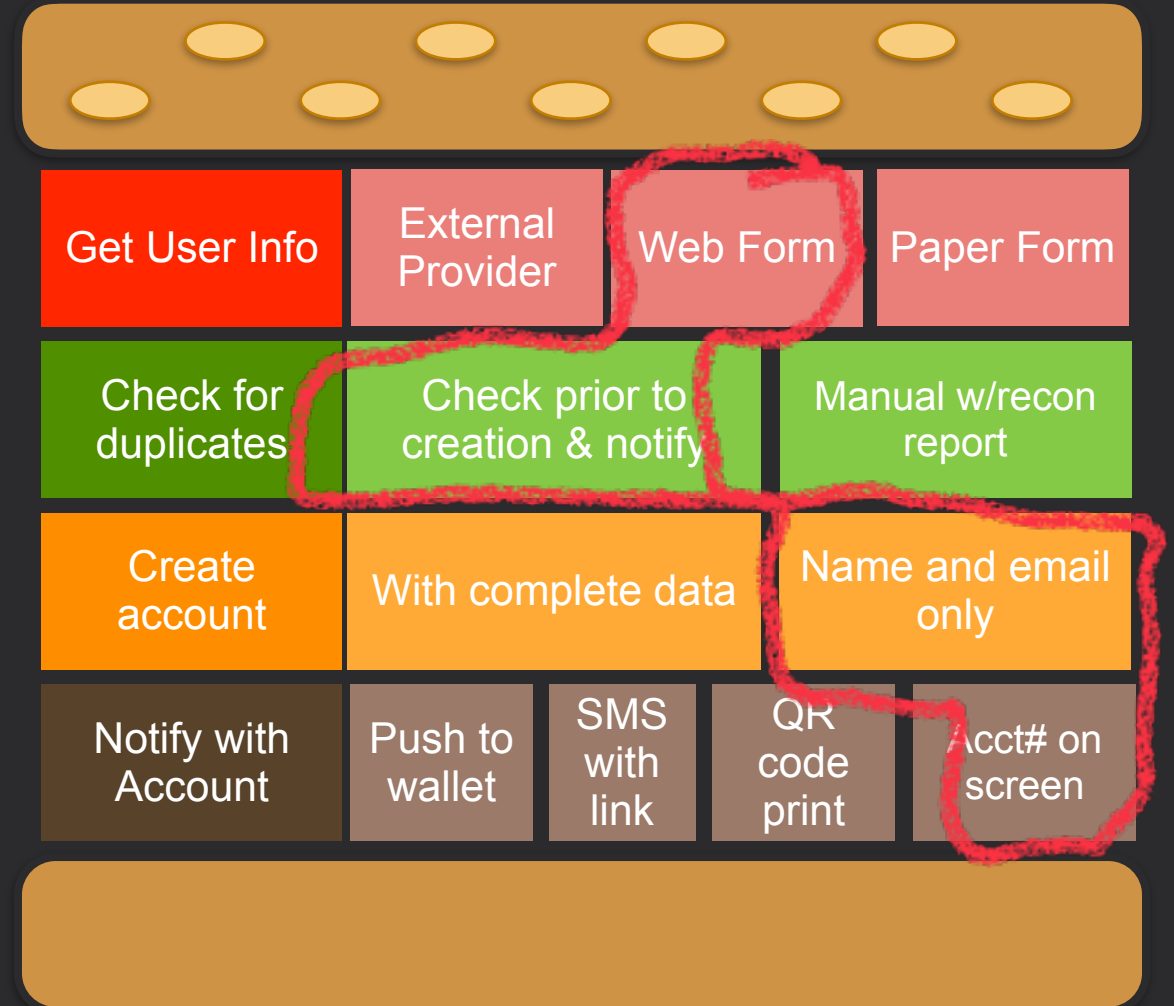 Get User Info
External
Provider
Web Form
Paper Form
Check for
duplicates
Check prior to
creation & notify
Manual w/recon
report
Create
account
With complete data
Name and email
only
Notify with
Account
Push to
wallet
SMS
with
link
QR
code
print
Acct# on
screen